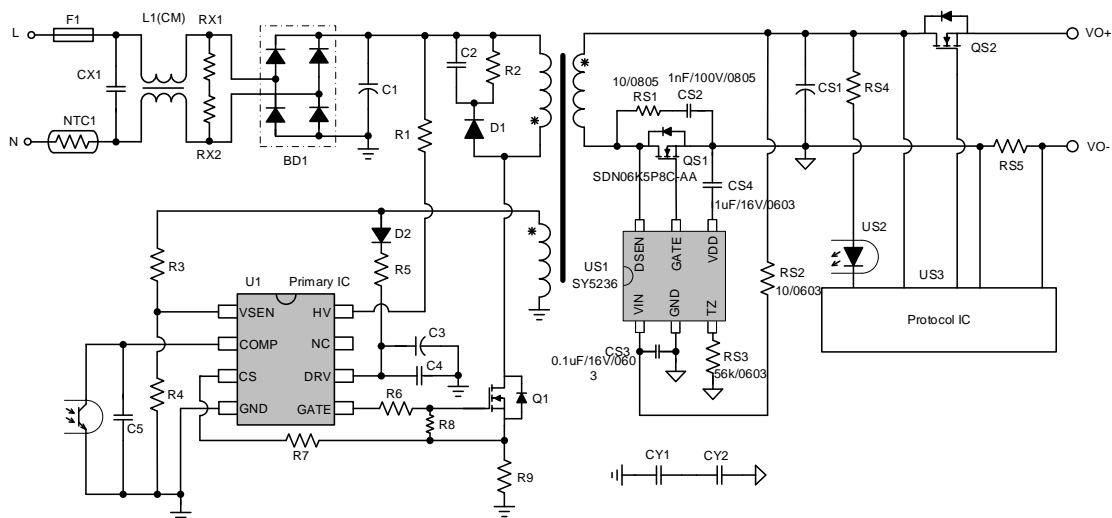 L
F1
L1(CM)
RX1
CX1
N
NTC1
RX2
BD1
C1
C2
R2
D1
R1
*
*
10/0805
RS1
1nF/100V/0805
CS2
QS1
SDN06K5P8C-AA
CS4
1uF/16V/0603
CS1
RS4
QS2
VO+
VO-
RS5
US2
US3
Protocol IC
RS2
10/0603
US1
SY5236
DSEN
GATE
VDD
VIN
GND
TZ
CS3
0.1uF/16V/060
3
RS3
56k/0603
*
D2
R5
R3
U1
Primary IC
VSEN
COMP
CS
GND
HV
NC
DRV
GATE
C3
C4
R4
C5
R6
R8
R7
Q1
R9
CY1
CY2